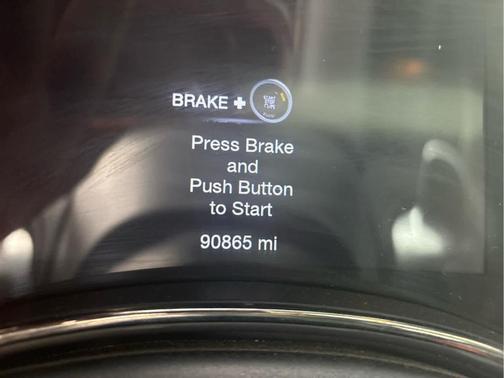 BRAKE +
Press Brake
and
Push Button
to Start
90865 mi